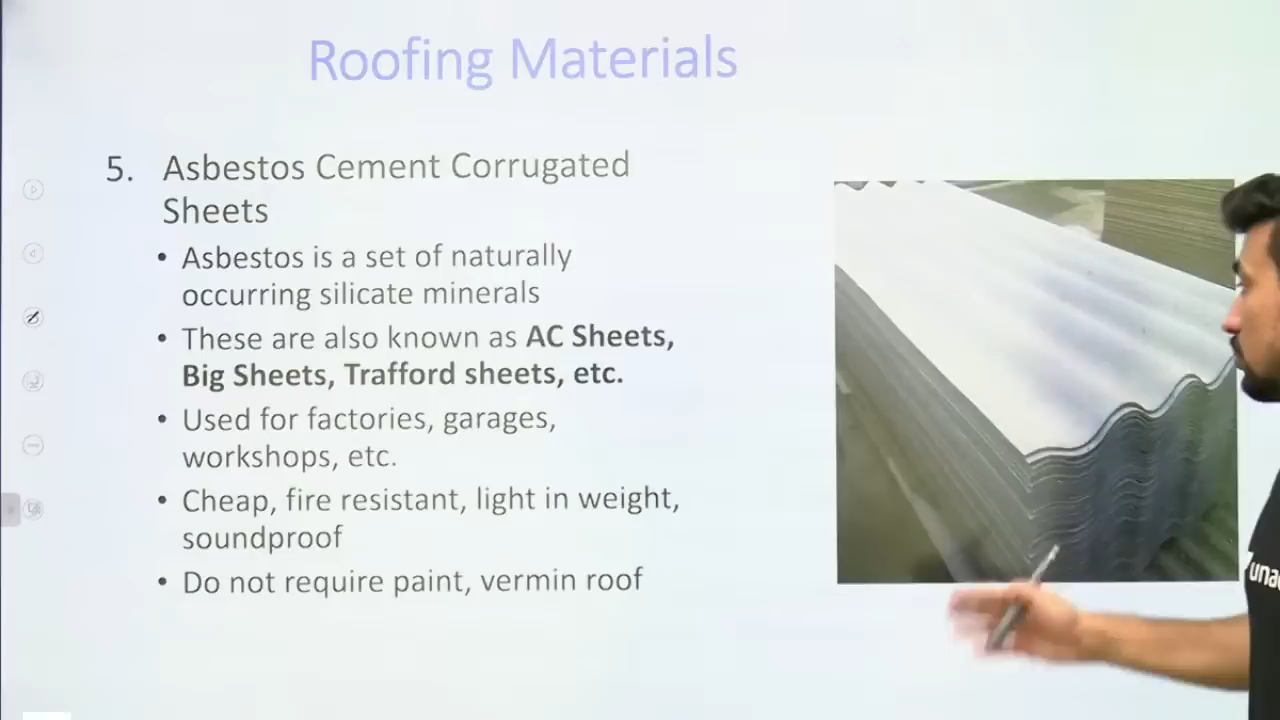 Roofing Materials
5. Asbestos Cement Corrugated
Sheets
• Asbestos is a set of naturally
occurring silicate minerals
• These are also known as AC Sheets,
Big Sheets, Trafford sheets, etc.
• Used for factories, garages,
workshops, etc.
• Cheap, fire resistant, light in weight,
soundproof
• Do not require paint, vermin roof
una